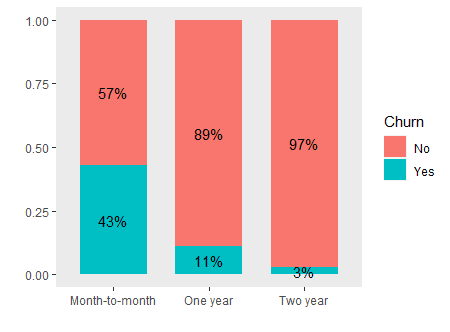 1.00
0.75
0.50
0.25
0.00
57%
43%
89%
11%
97%
3%
Month-to-month
One year
Two year
Churn
No
Yes